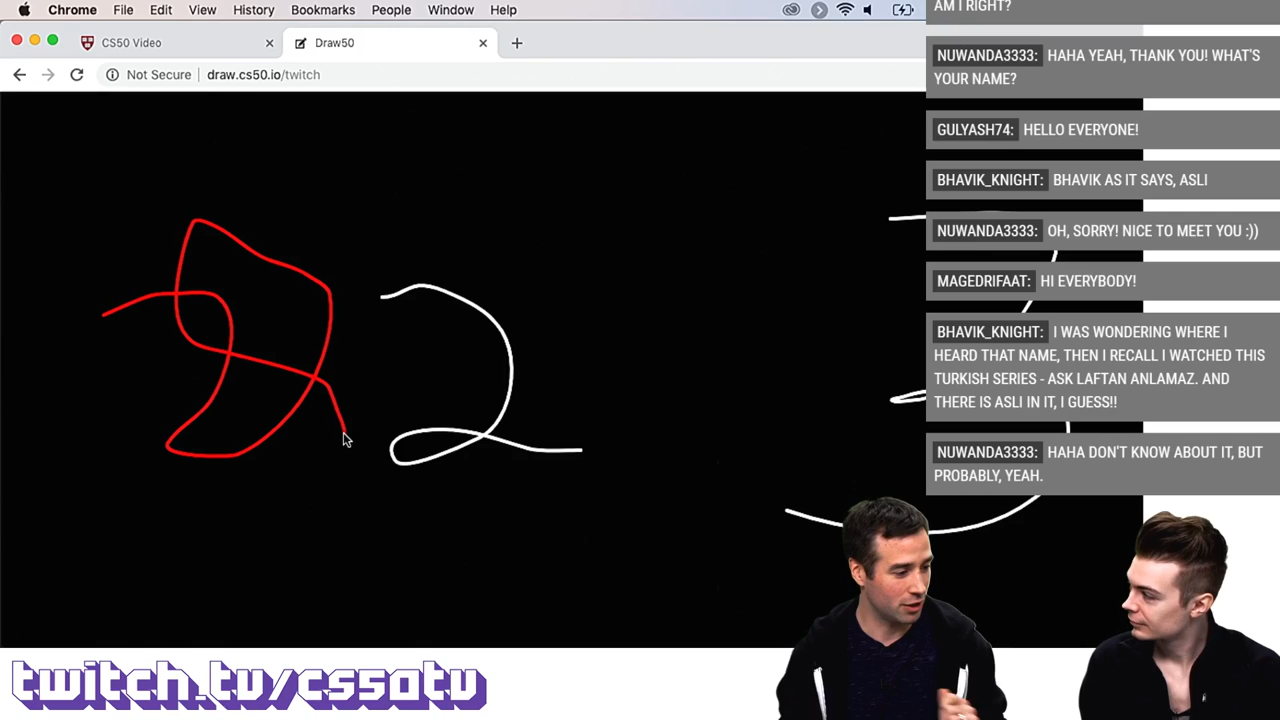 Chrome File Edit View History Bookmarks People Window Help
CS50 Video
Draw50
Not Secure draw.cs50.io/twitch
2
3
AM I RIGHT?
NUWANDA3333: HAHA YEAH, THANK YOU! WHAT'S
YOUR NAME?
GULYASH74: HELLO EVERYONE!
BHAVIK_KNIGHT: BHAVIK AS IT SAYS, ASLI
NUWANDA3333: OH, SORRY! NICE TO MEET YOU :))
MAGEDRIFAAT: HI EVERYBODY!
BHAVIK_KNIGHT: I WAS WONDERING WHERE I
HEARD THAT NAME, THEN I RECALL I WATCHED THIS
TURKISH SERIES - ASK LAFTAN ANLAMAZ. AND
THERE IS ASLI IN IT, I GUESS!!
NUWANDA3333: HAHA DON'T KNOW ABOUT IT, BUT
PROBABLY, YEAH.
twitch.tv/cs50tv